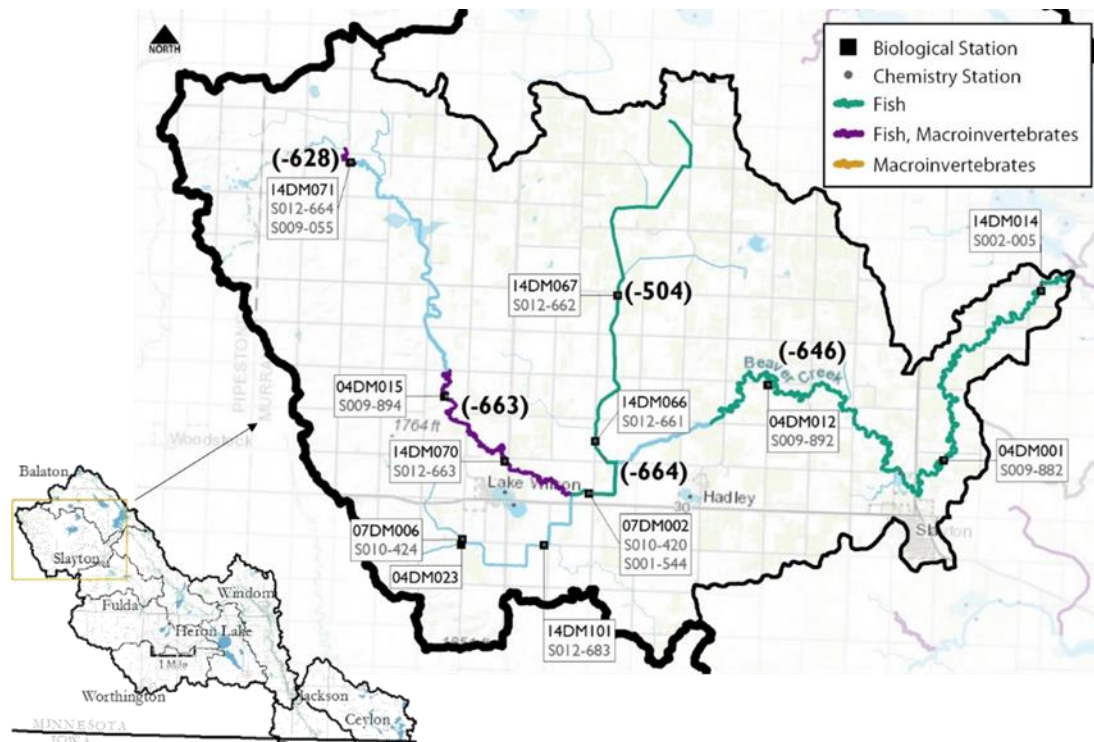 NORTH
Biological Station
Chemistry Station
Fish
Fish, Macroinvertebrates
Macroinvertebrates
(-628)
14DM071
S012-664
S009-055
14DM014
S002-005
14DM067
S012-662
(-504)
PIPESTONE
MURRAY
Beaver Creek
(-646)
04DM015
S009-894
(-663)
1764 ft
14DM066
S012-661
04DM012
S009-892
Woodstock
14DM070
S012-663
(-664)
04DM001
S009-882
Lake Wilson
Hadley
30
Balaton
07DM006
S010-424
07DM002
S010-420
S001-544
04DM023
Slayton
14DM101
S012-683
Fulda
Windom
Heron Lake
1 Mile
Worthington
Jackson
Ceylon
MINNESOTA
IOWA